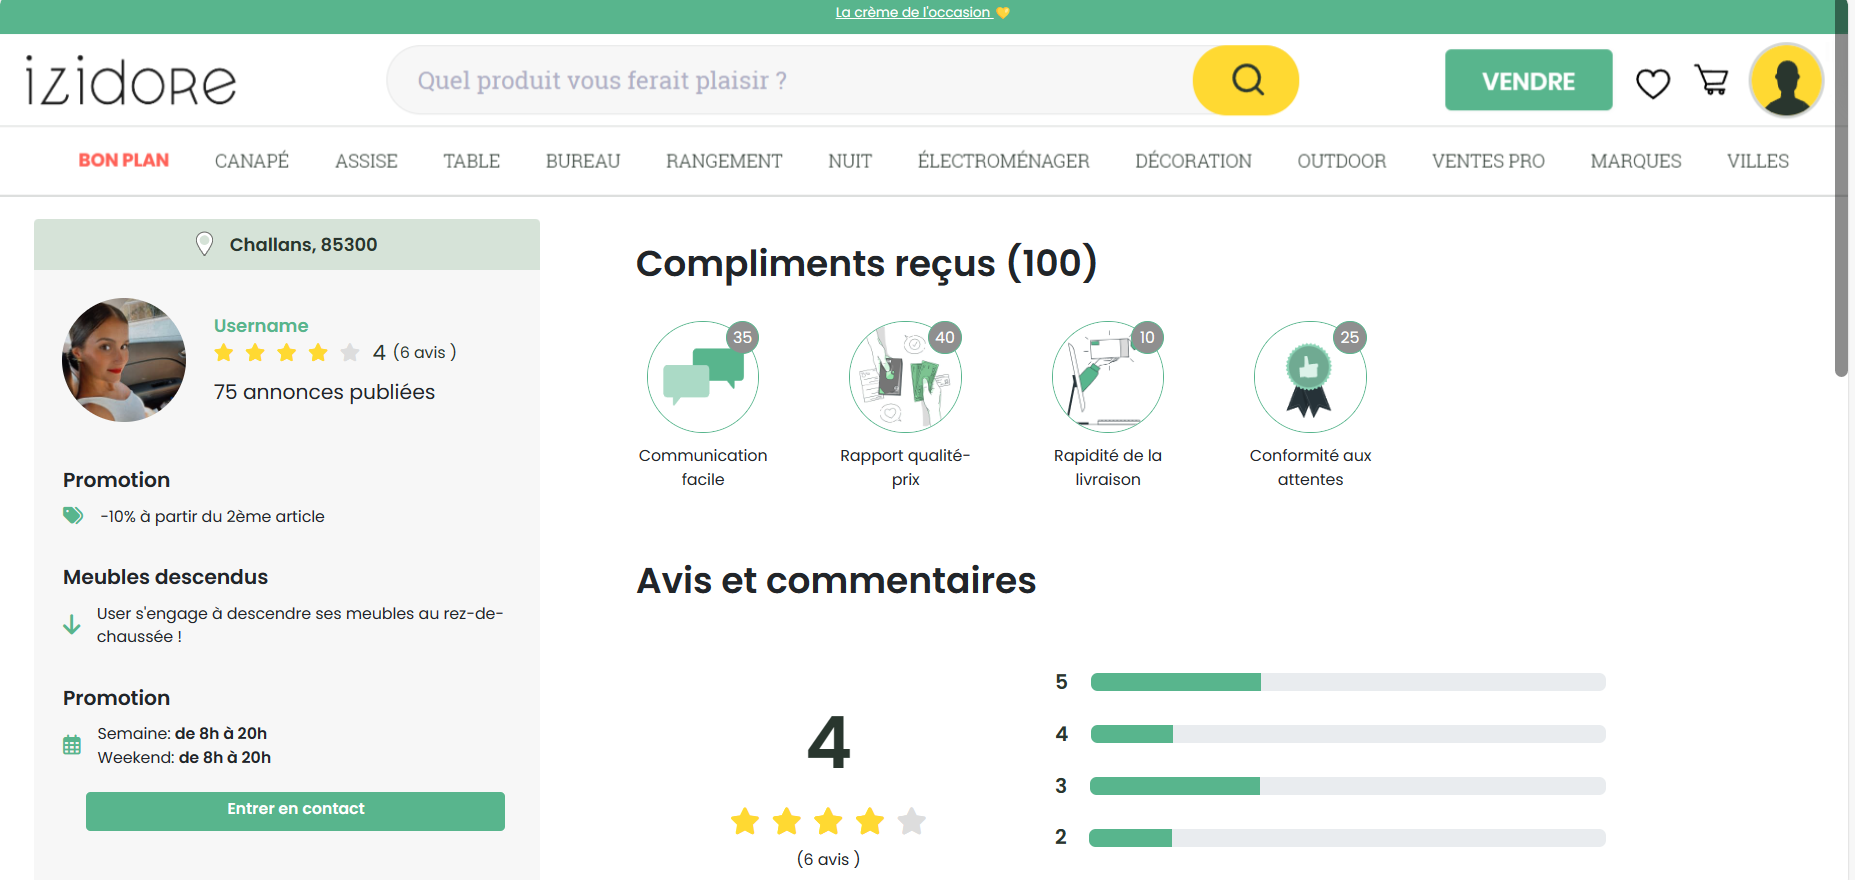 La crème de l'occasion 💛
izidore
Quel produit vous ferait plaisir ?
VENDRE
BON PLAN
CANAPÉ
ASSISE
TABLE
BUREAU
RANGEMENT
NUIT
ÉLECTROMÉNAGER
DÉCORATION
OUTDOOR
VENTES PRO
MARQUES
VILLES
Challans, 85300
Username
4 (6 avis )
75 annonces publiées
Promotion
-10% à partir du 2ème article
Meubles descendus
User s'engage à descendre ses meubles au rez-de-
chaussée !
Promotion
Semaine: de 8h à 20h
Weekend: de 8h à 20h
Entrer en contact
Compliments reçus (100)
35
Communication
facile
40
Rapport qualité-
prix
10
Rapidité de la
livraison
25
Conformité aux
attentes
Avis et commentaires
4
(6 avis )
5
4
3
2